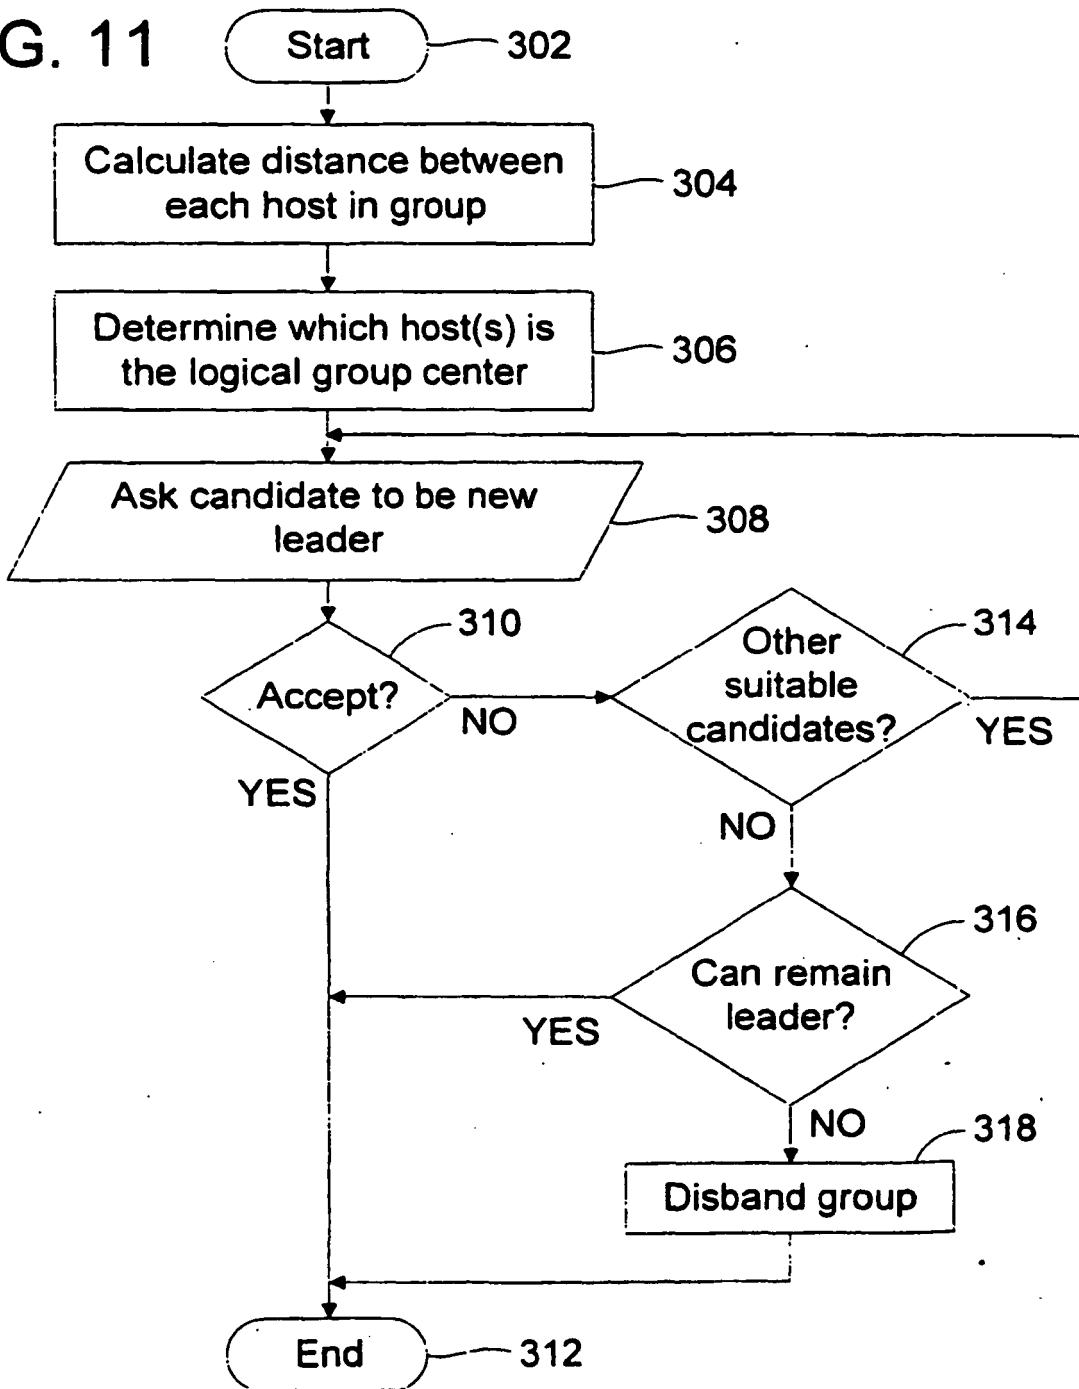 G. 11
Start
302
Calculate distance between
each host in group
304
Determine which host(s) is
the logical group center
306
Ask candidate to be new
leader
308
310
Accept?
NO
YES
314
Other
suitable
candidates?
YES
NO
316
Can remain
leader?
YES
NO
318
Disband group
End
312